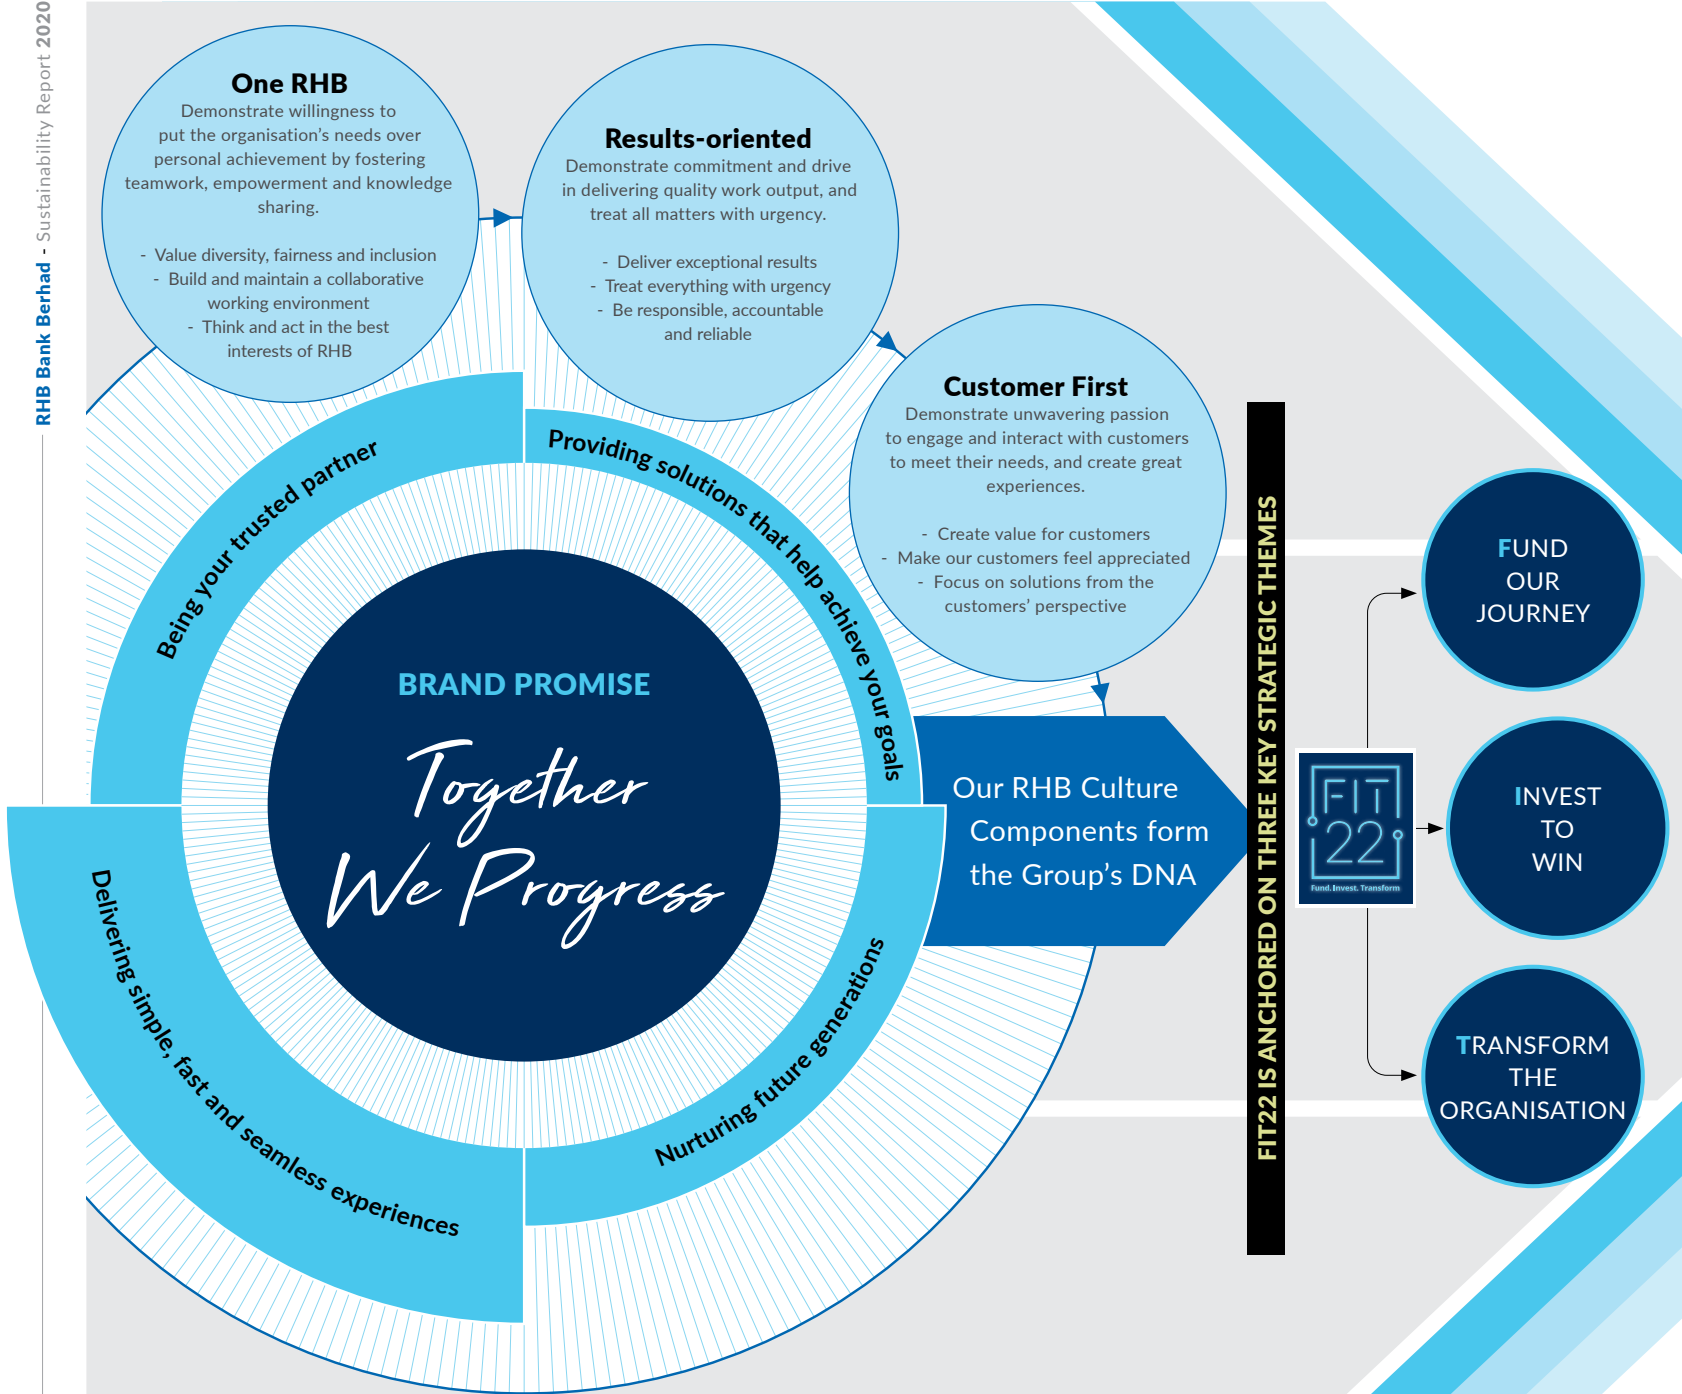 RHB Bank Berhad - Sustainability Report 2020
One RHB
Demonstrate willingness to
put the organisation's needs over
personal achievement by fostering
teamwork, empowerment and knowledge
sharing.
- Value diversity, fairness and inclusion
- Build and maintain a collaborative
working environment
- Think and act in the best
interests of RHB
Results-oriented
Demonstrate commitment and drive
in delivering quality work output, and
treat all matters with urgency.
- Deliver exceptional results
- Treat everything with urgency
- Be responsible, accountable
and reliable
Customer First
Demonstrate unwavering passion
to engage and interact with customers
to meet their needs, and create great
experiences.
- Create value for customers
- Make our customers feel appreciated
- Focus on solutions from the
customers' perspective
Being your trusted partner
Providing solutions that help achieve your goals
Delivering simple, fast and seamless experiences
Nurturing future generations
BRAND PROMISE
Together
We Progress
Our RHB Culture
Components form
the Group's DNA
FIT22 IS ANCHORED ON THREE KEY STRATEGIC THEMES
FIT
22
Fund. Invest. Transform
FUND
OUR
JOURNEY
INVEST
TO
WIN
TRANSFORM
THE
ORGANISATION